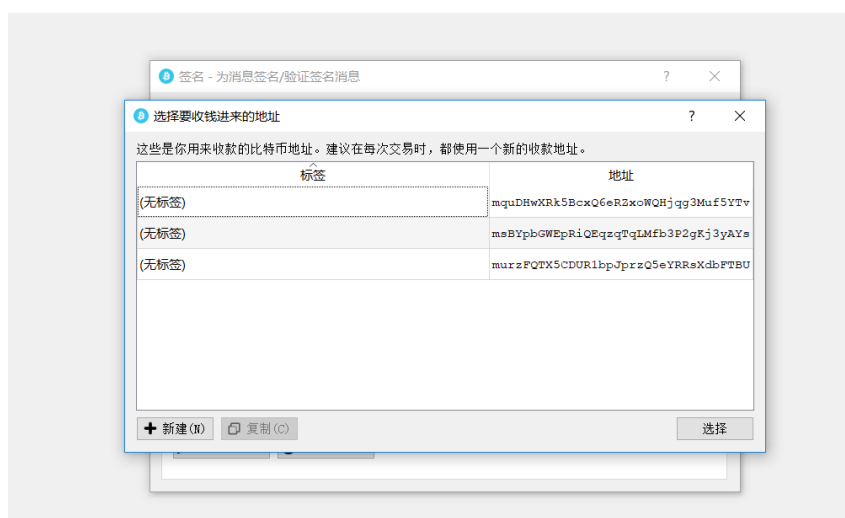 签名 - 为消息签名/验证签名消息
选择要收钱进来的地址
这些是你用来收款的比特币地址。建议在每次交易时，都使用一个新的收款地址。
标签 地址
(无标签) mquDHwXRk5BcxQ6eRZxoWQHjqg3Muf5YTv
(无标签) msBYpbGWEpRiQEqzqTqLMfb3P2gKj3yAYs
(无标签) murzFQTX5CDUR1bpJprzQ5eYRRsXdbFTBU
新建(N) 复制(C) 选择